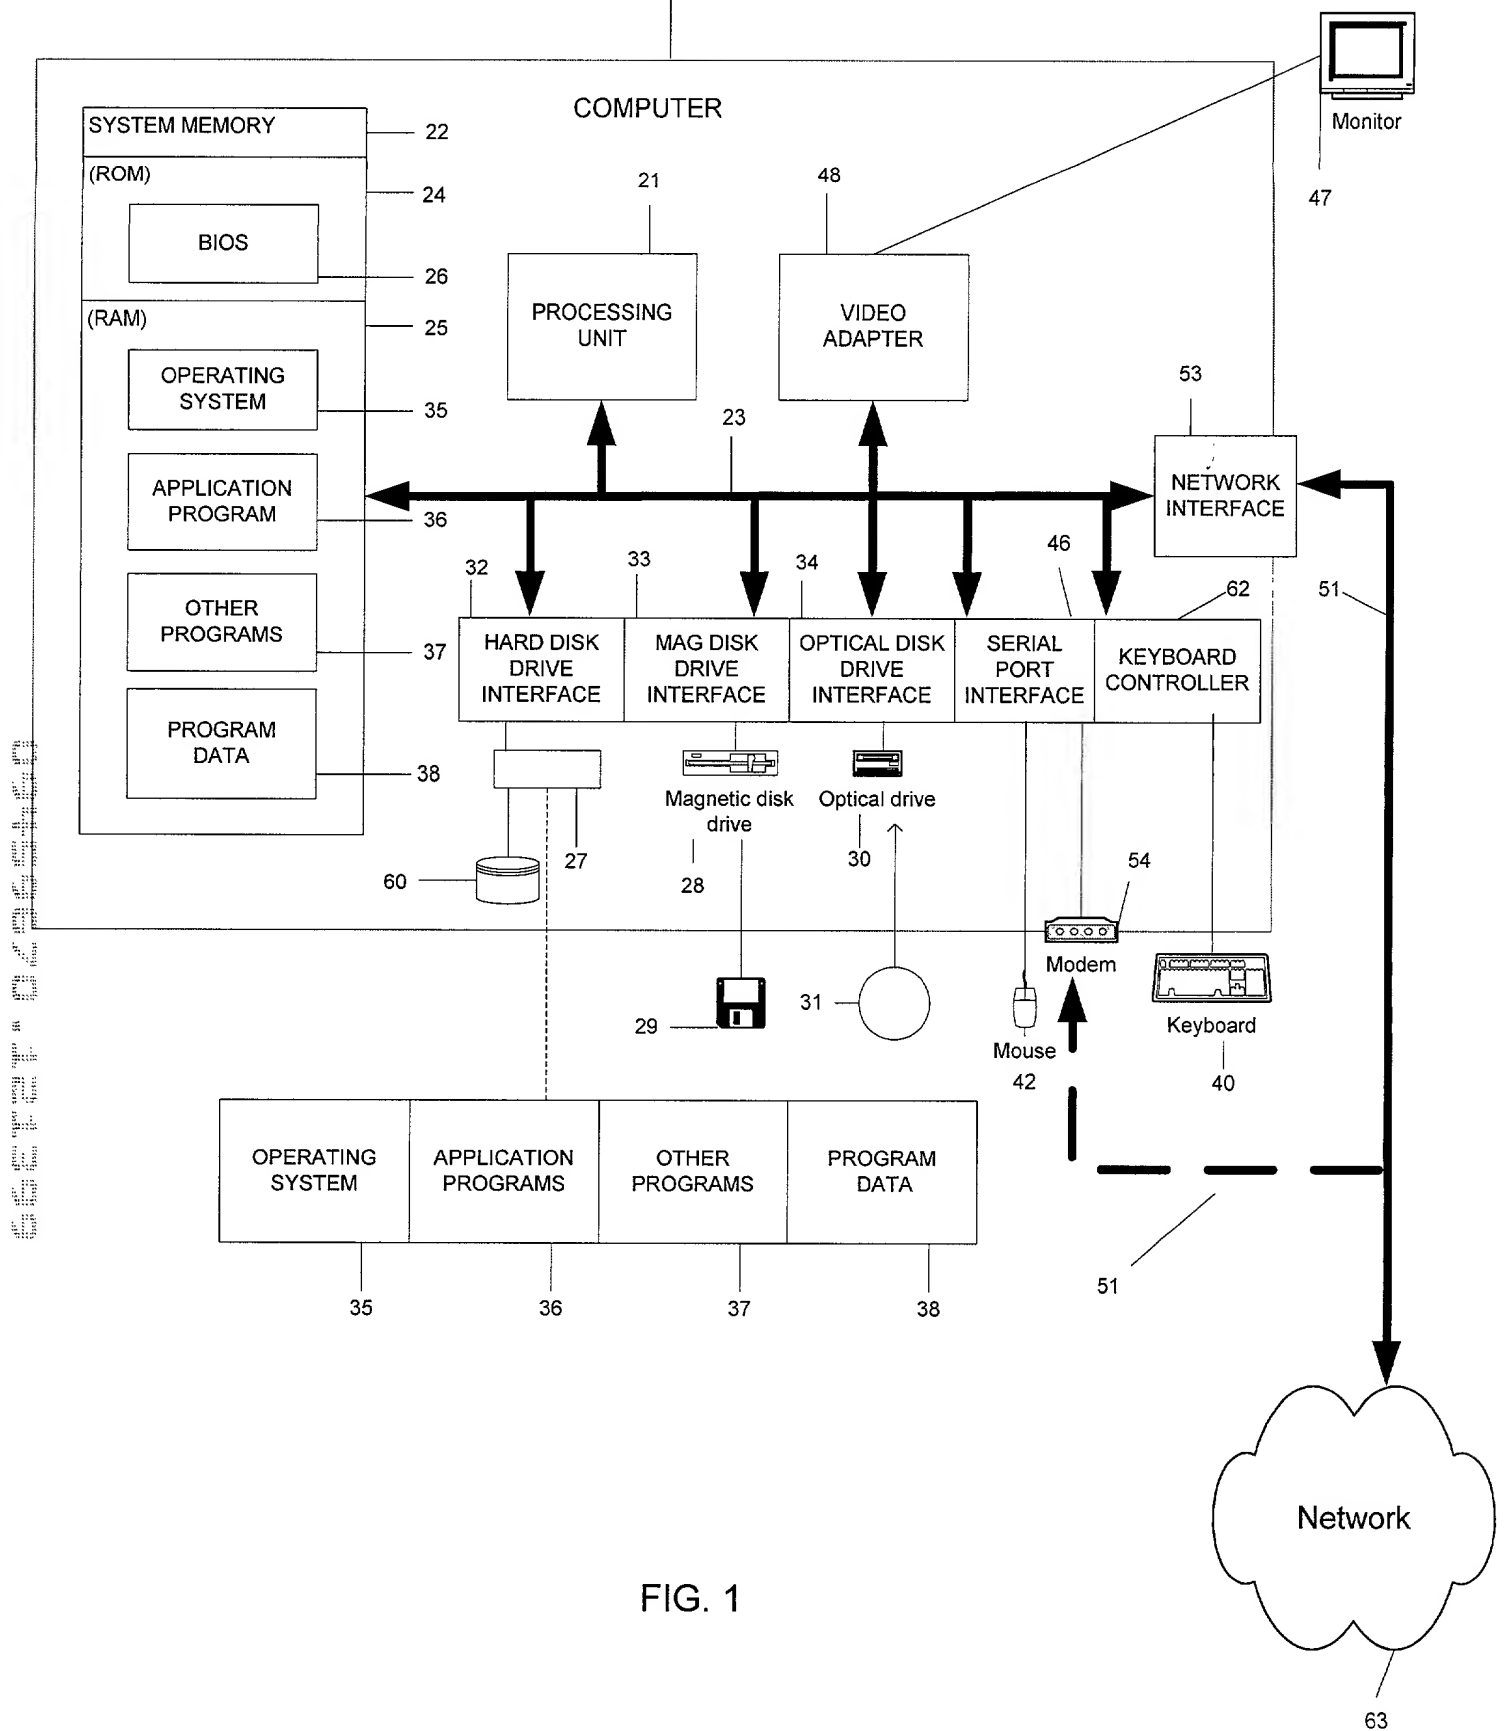 COMPUTER
Monitor
47
SYSTEM MEMORY
22
(ROM)
24
BIOS
26
(RAM)
25
OPERATING
SYSTEM
35
APPLICATION
PROGRAM
36
OTHER
PROGRAMS
37
PROGRAM
DATA
38
21
PROCESSING
UNIT
48
VIDEO
ADAPTER
23
53
NETWORK
INTERFACE
51
32
HARD DISK
DRIVE
INTERFACE
33
MAG DISK
DRIVE
INTERFACE
34
OPTICAL DISK
DRIVE
INTERFACE
46
SERIAL
PORT
INTERFACE
62
KEYBOARD
CONTROLLER
27
60
Magnetic disk
drive
28
Optical drive
30
54
Modem
29
31
Mouse
42
Keyboard
40
OPERATING
SYSTEM
APPLICATION
PROGRAMS
OTHER
PROGRAMS
PROGRAM
DATA
35
36
37
38
51
Network
63
FIG. 1